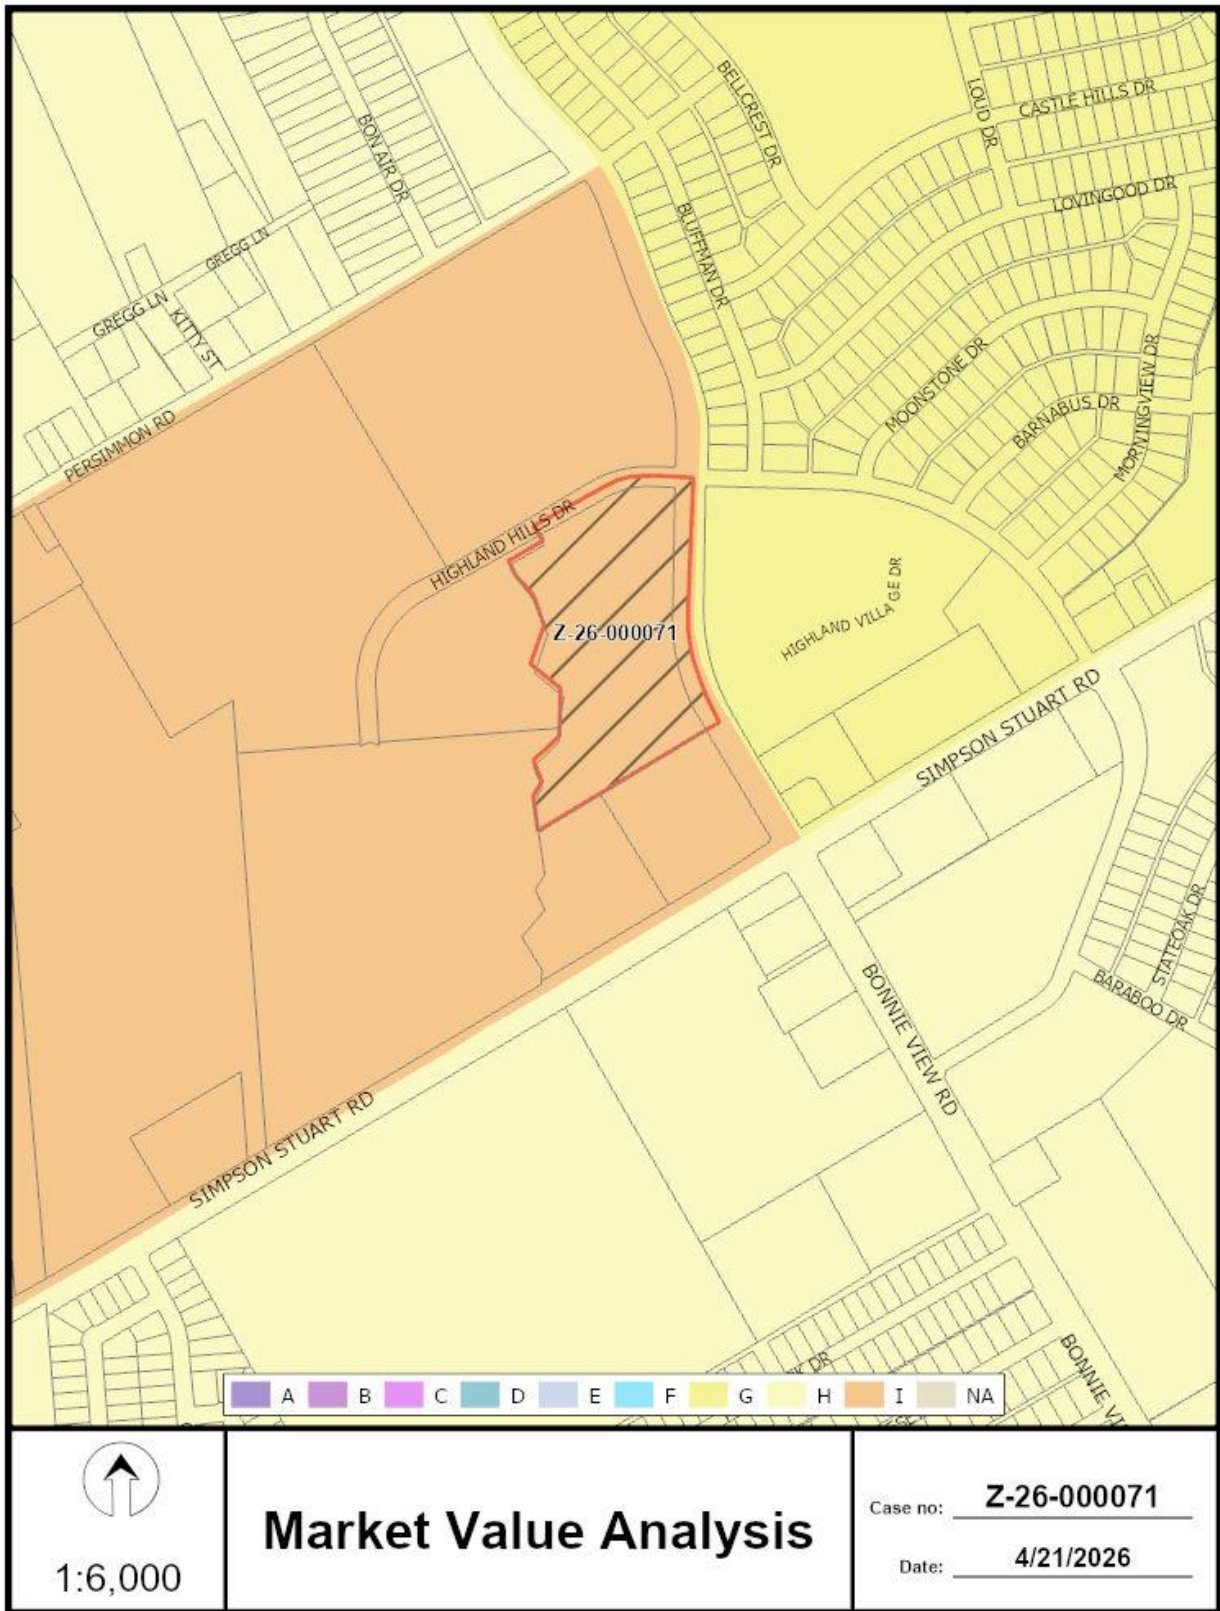 BELLCREST DR
LOUD DR
CASTLE HILLS DR
BON AIR DR
LOVINGOOD DR
BLUFFMAN DR
GREGG LN
GREGG LN
KITTY ST
MOONSTONE DR
MORNINGVIEW DR
BARNABUS DR
PERSIMMON RD
HIGHLAND HILLS DR
HIGHLAND VILLA GE DR
Z-26-000071
SIMPSON STUART RD
STATEOAK DR
BARABOO DR
BONNIE VIEW RD
SIMPSON STUART RD
DR
BONNIE VI
A B C D E F G H I NA
1:6,000
Market Value Analysis
Case no: Z-26-000071
Date: 4/21/2026